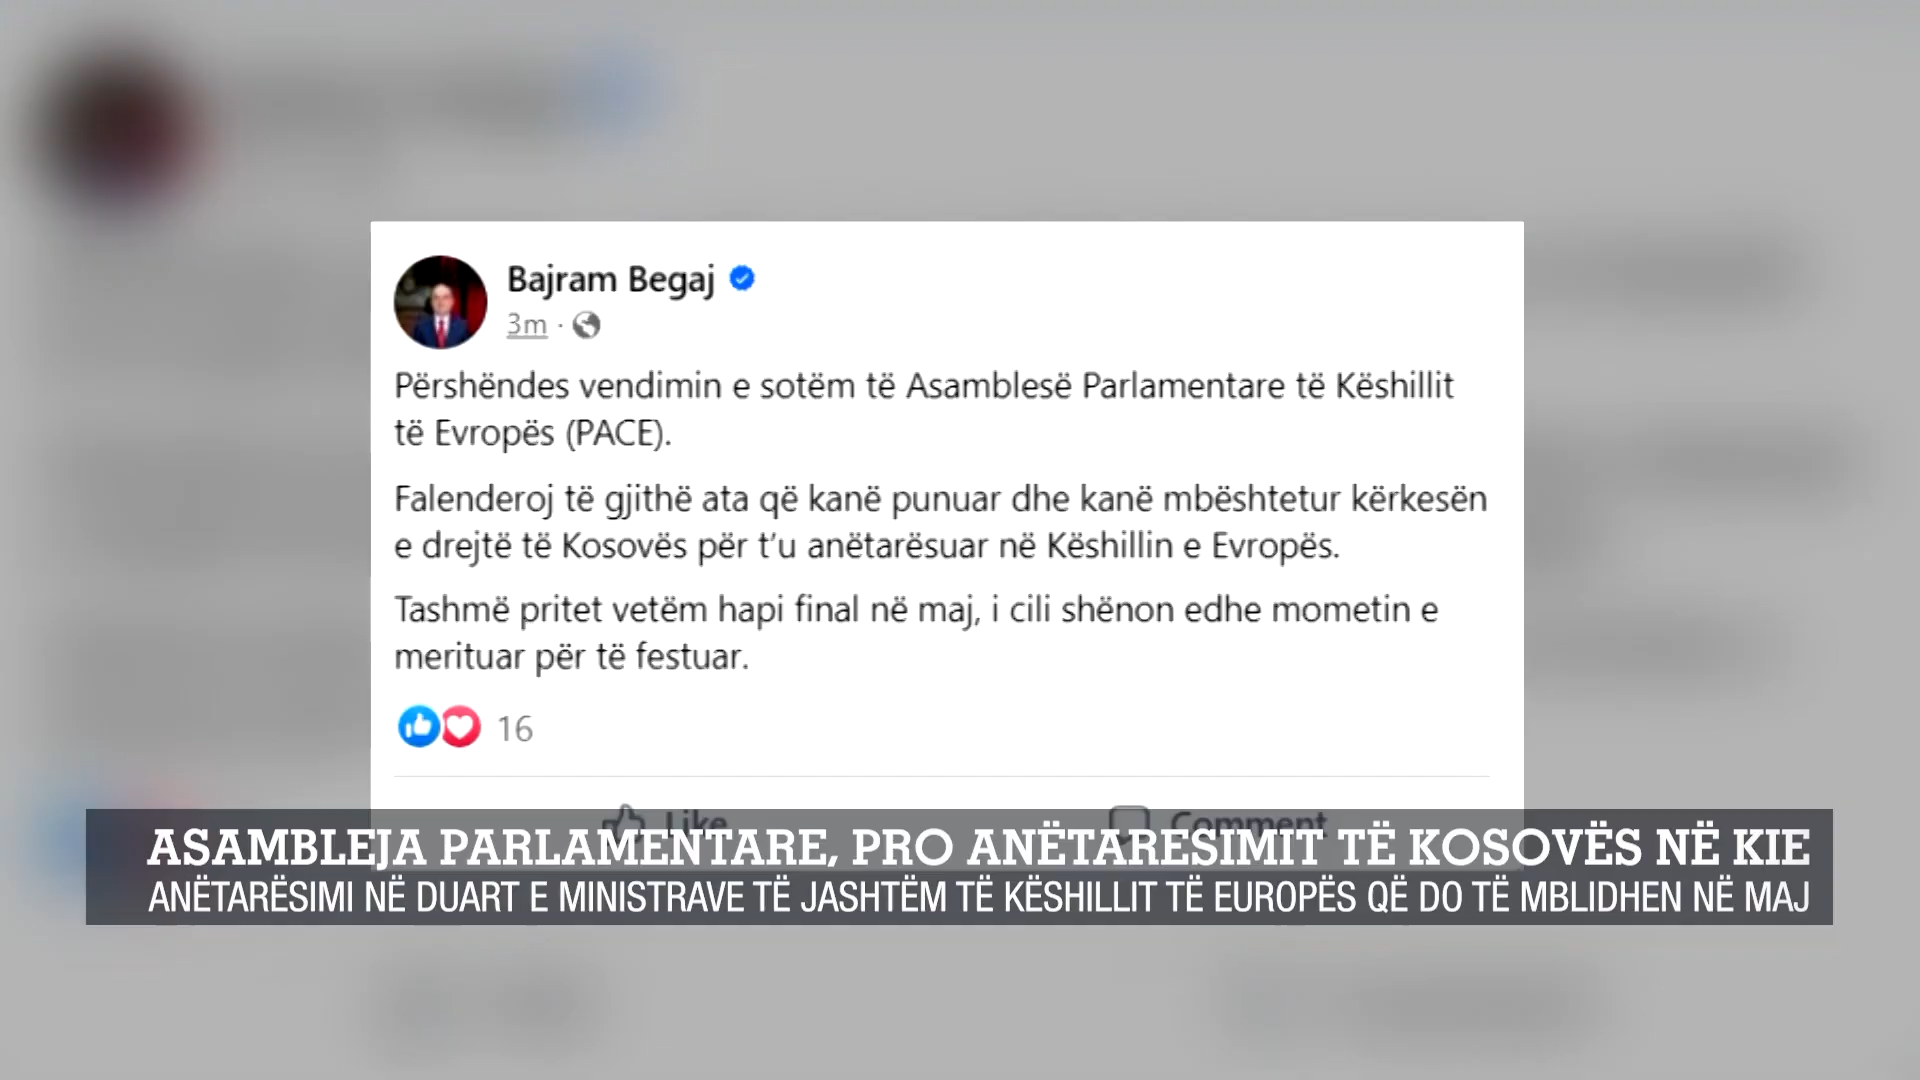 Bajram Begaj
3m ·
Përshëndes vendimin e sotëm të Asamblesë Parlamentare të Këshillit
të Evropës (PACE).
Falenderoj të gjithë ata që kanë punuar dhe kanë mbështetur kërkesën
e drejtë të Kosovës për t'u anëtarësuar në Këshillin e Evropës.
Tashmë pritet vetëm hapi final në maj, i cili shënon edhe mometin e
merituar për të festuar.
16
Like Comment
ASAMBLEJA PARLAMENTARE, PRO ANËTARESIMIT TË KOSOVËS NË KIE
ANËTARËSIMI NË DUART E MINISTRAVE TË JASHTËM TË KËSHILLIT TË EUROPËS QË DO TË MBLIDHEN NË MAJ